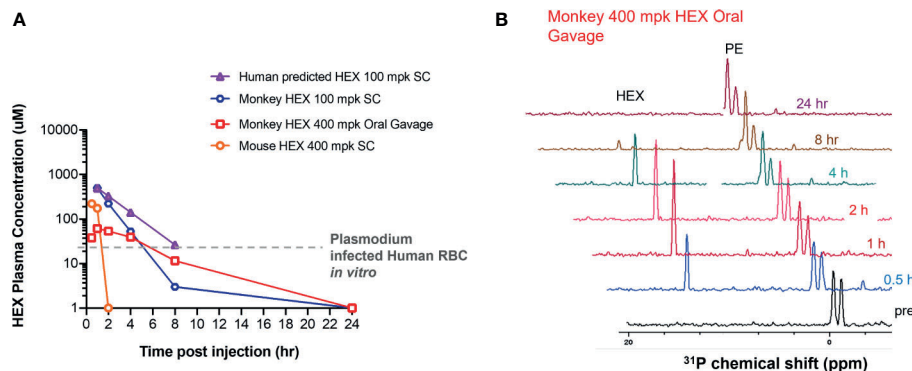 A
Human predicted HEX 100 mpk SC
Monkey HEX 100 mpk SC
Monkey HEX 400 mpk Oral Gavage
Mouse HEX 400 mpk SC
HEX Plasma Concentration (uM)
10000
1000
100
10
1
Plasmodium
infected Human RBC
in vitro
0 2 4 6 8 10 12 14 16 18 20 22 24
Time post injection (hr)
B
Monkey 400 mpk HEX Oral
Gavage
PE
HEX
24 hr
8 hr
4 h
2 h
1 h
0.5 h
pre
20 0
³¹P chemical shift (ppm)